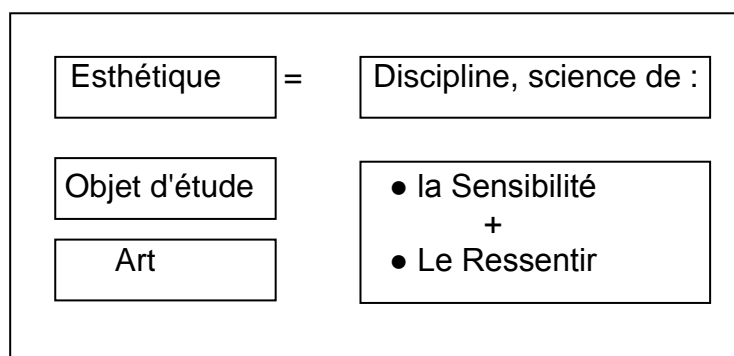 Esthétique = Discipline, science de :
Objet d'étude
Art
● la Sensibilité
+
● Le Ressentir